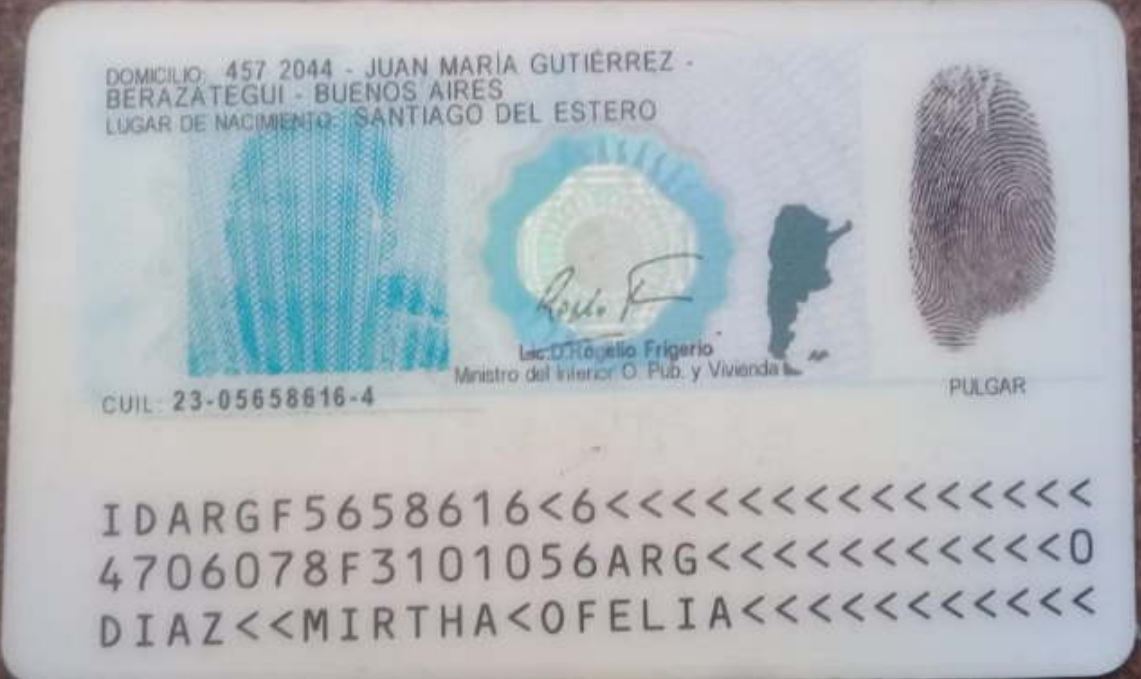 DOMICILIO: 457 2044 - JUAN MARÍA GUTIÉRREZ -
BERAZATEGUI - BUENOS AIRES
LUGAR DE NACIMIENTO: SANTIAGO DEL ESTERO
Lic.D.Rogelio Frigerio
Ministro del Interior O. Pub. y Vivienda
PULGAR
CUIL: 23-05658616-4
IDARGF5658616<6<<<<<<<<<<<<<<<
4706078F3101056ARG<<<<<<<<<<<0
DIAZ<<MIRTHA<OFELIA<<<<<<<<<<<